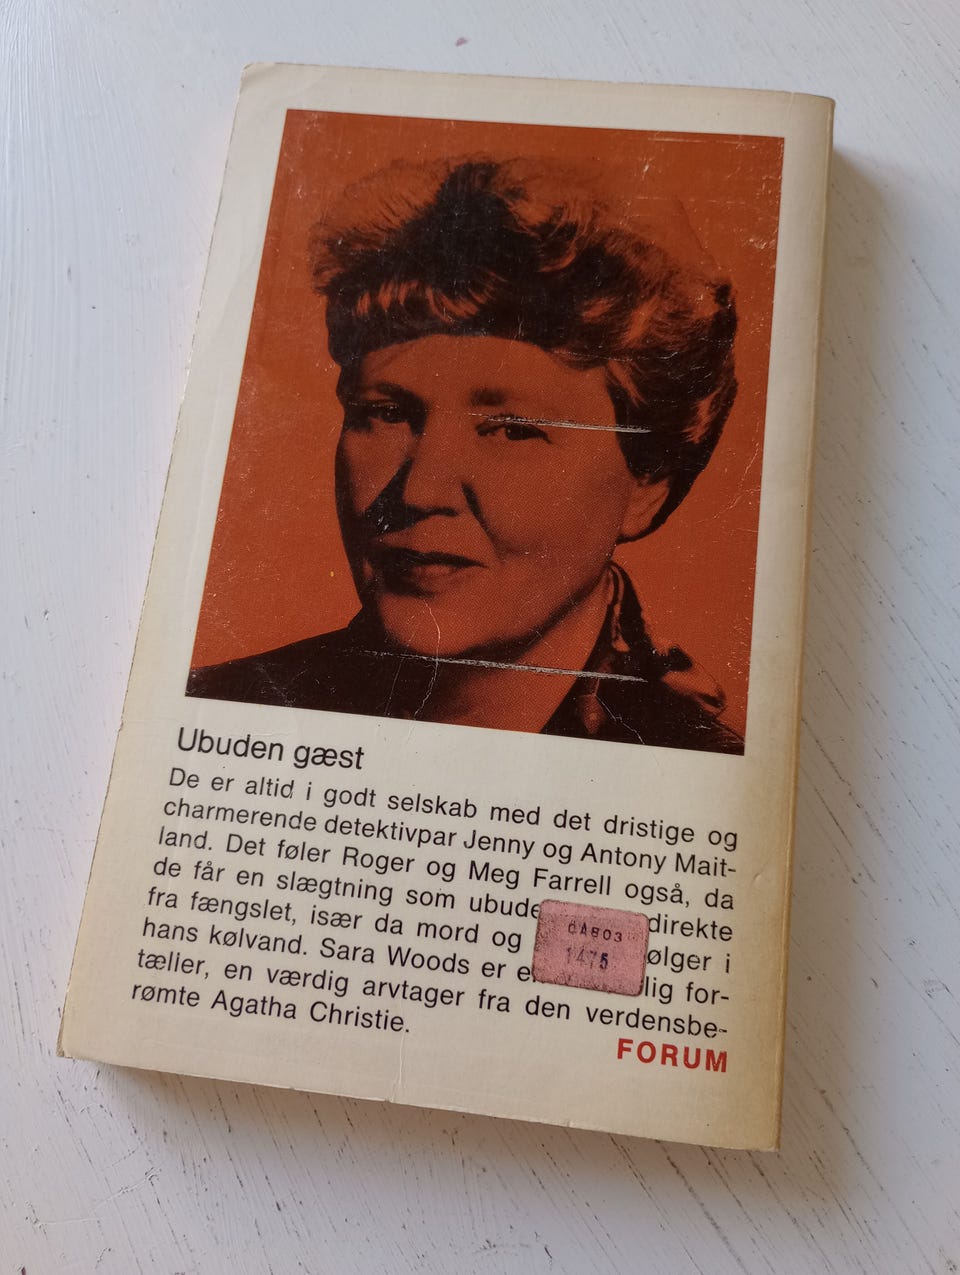 Ubuden gæst
De er altid i godt selskab med det dristige og
charmerende detektivpar Jenny og Antony Mait-
land. Det føler Roger og Meg Farrell også, da
de får en slægtning som ubude direkte
fra fængslet, især da mord og ølger i
hans kølvand. Sara Woods er e lig for-
tæller, en værdig arvtager fra den verdensbe-
rømte Agatha Christie.
FORUM
1475